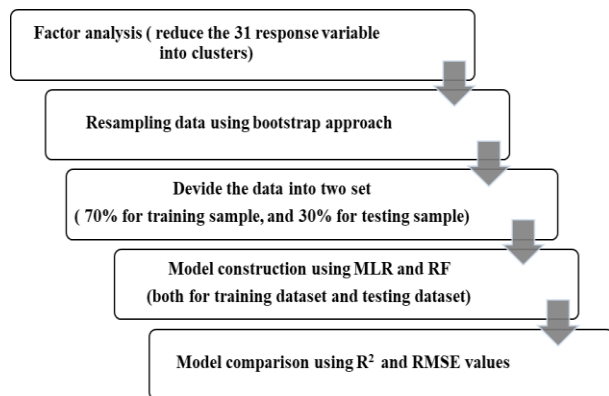 Factor analysis ( reduce the 31 response variable
into clusters)
Resampling data using bootstrap approach
Devide the data into two set
( 70% for training sample, and 30% for testing sample)
Model construction using MLR and RF
(both for training dataset and testing dataset)
Model comparison using R² and RMSE values